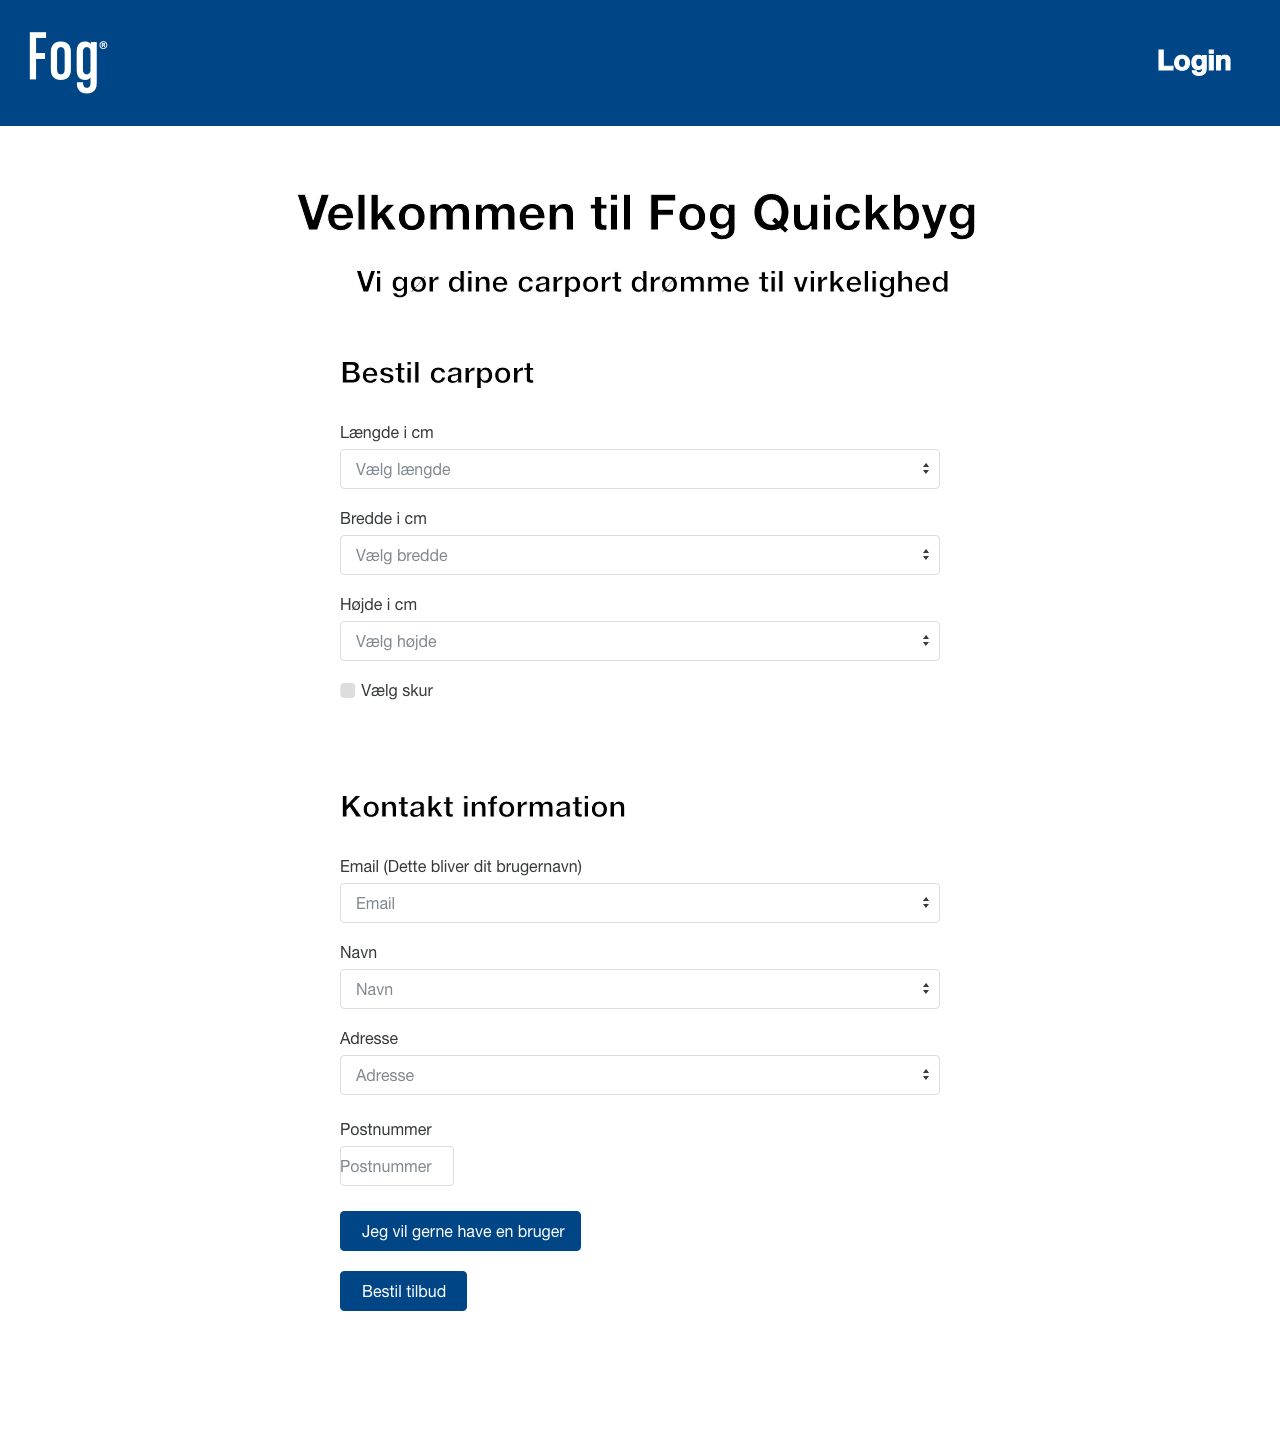 Fog®
Login
Velkommen til Fog Quickbyg
Vi gør dine carport drømme til virkelighed
Bestil carport
Længde i cm
Vælg længde
Bredde i cm
Vælg bredde
Højde i cm
Vælg højde
Vælg skur
Kontakt information
Email (Dette bliver dit brugernavn)
Email
Navn
Navn
Adresse
Adresse
Postnummer
Postnummer
Jeg vil gerne have en bruger
Bestil tilbud